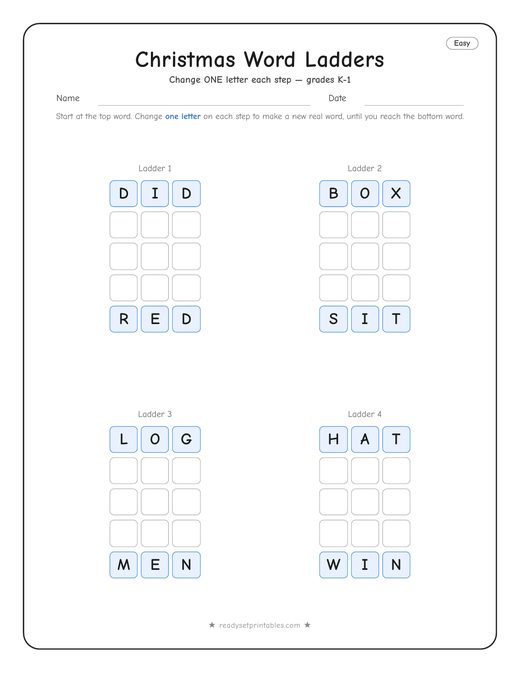 Easy
Christmas Word Ladders
Change ONE letter each step — grades K-1
Name Date
Start at the top word. Change one letter on each step to make a new real word, until you reach the bottom word.
Ladder 1
D I D
R E D
Ladder 2
B O X
S I T
Ladder 3
L O G
M E N
Ladder 4
H A T
W I N
★ readysetprintables.com ★